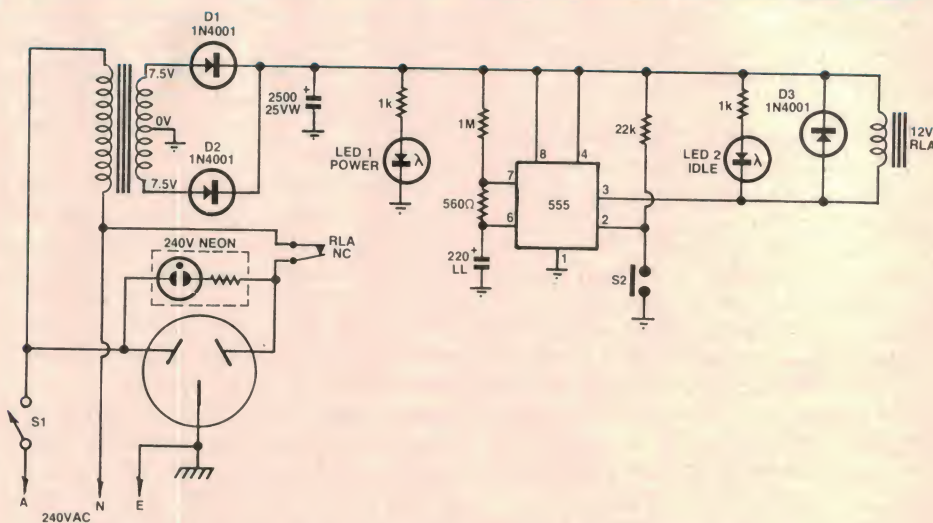 D1
1N4001
7.5V
0V
D2
1N4001
7.5V
2500
25VW
+
1k
LED 1
POWER
λ
1M
560Ω
220
LL
+
7
6
8
4
555
3
2
1
22k
S2
1k
LED 2
IDLE
λ
D3
1N4001
12V
RLA
240V NEON
RLA
NC
S1
A
N
E
240VAC